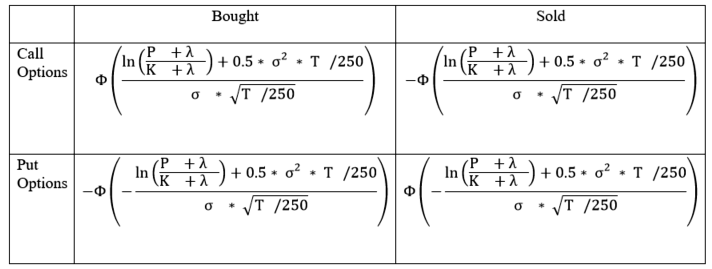 Bought Sold
Call Options
Φ ( ( ln ( (P + λ) / (K + λ) ) + 0.5 * σ² * T /250 ) / ( σ * √(T /250) ) )
−Φ ( ( ln ( (P + λ) / (K + λ) ) + 0.5 * σ² * T /250 ) / ( σ * √(T /250) ) )
Put Options
−Φ ( − ( ln ( (P + λ) / (K + λ) ) + 0.5 * σ² * T /250 ) / ( σ * √(T /250) ) )
Φ ( − ( ln ( (P + λ) / (K + λ) ) + 0.5 * σ² * T /250 ) / ( σ * √(T /250) ) )